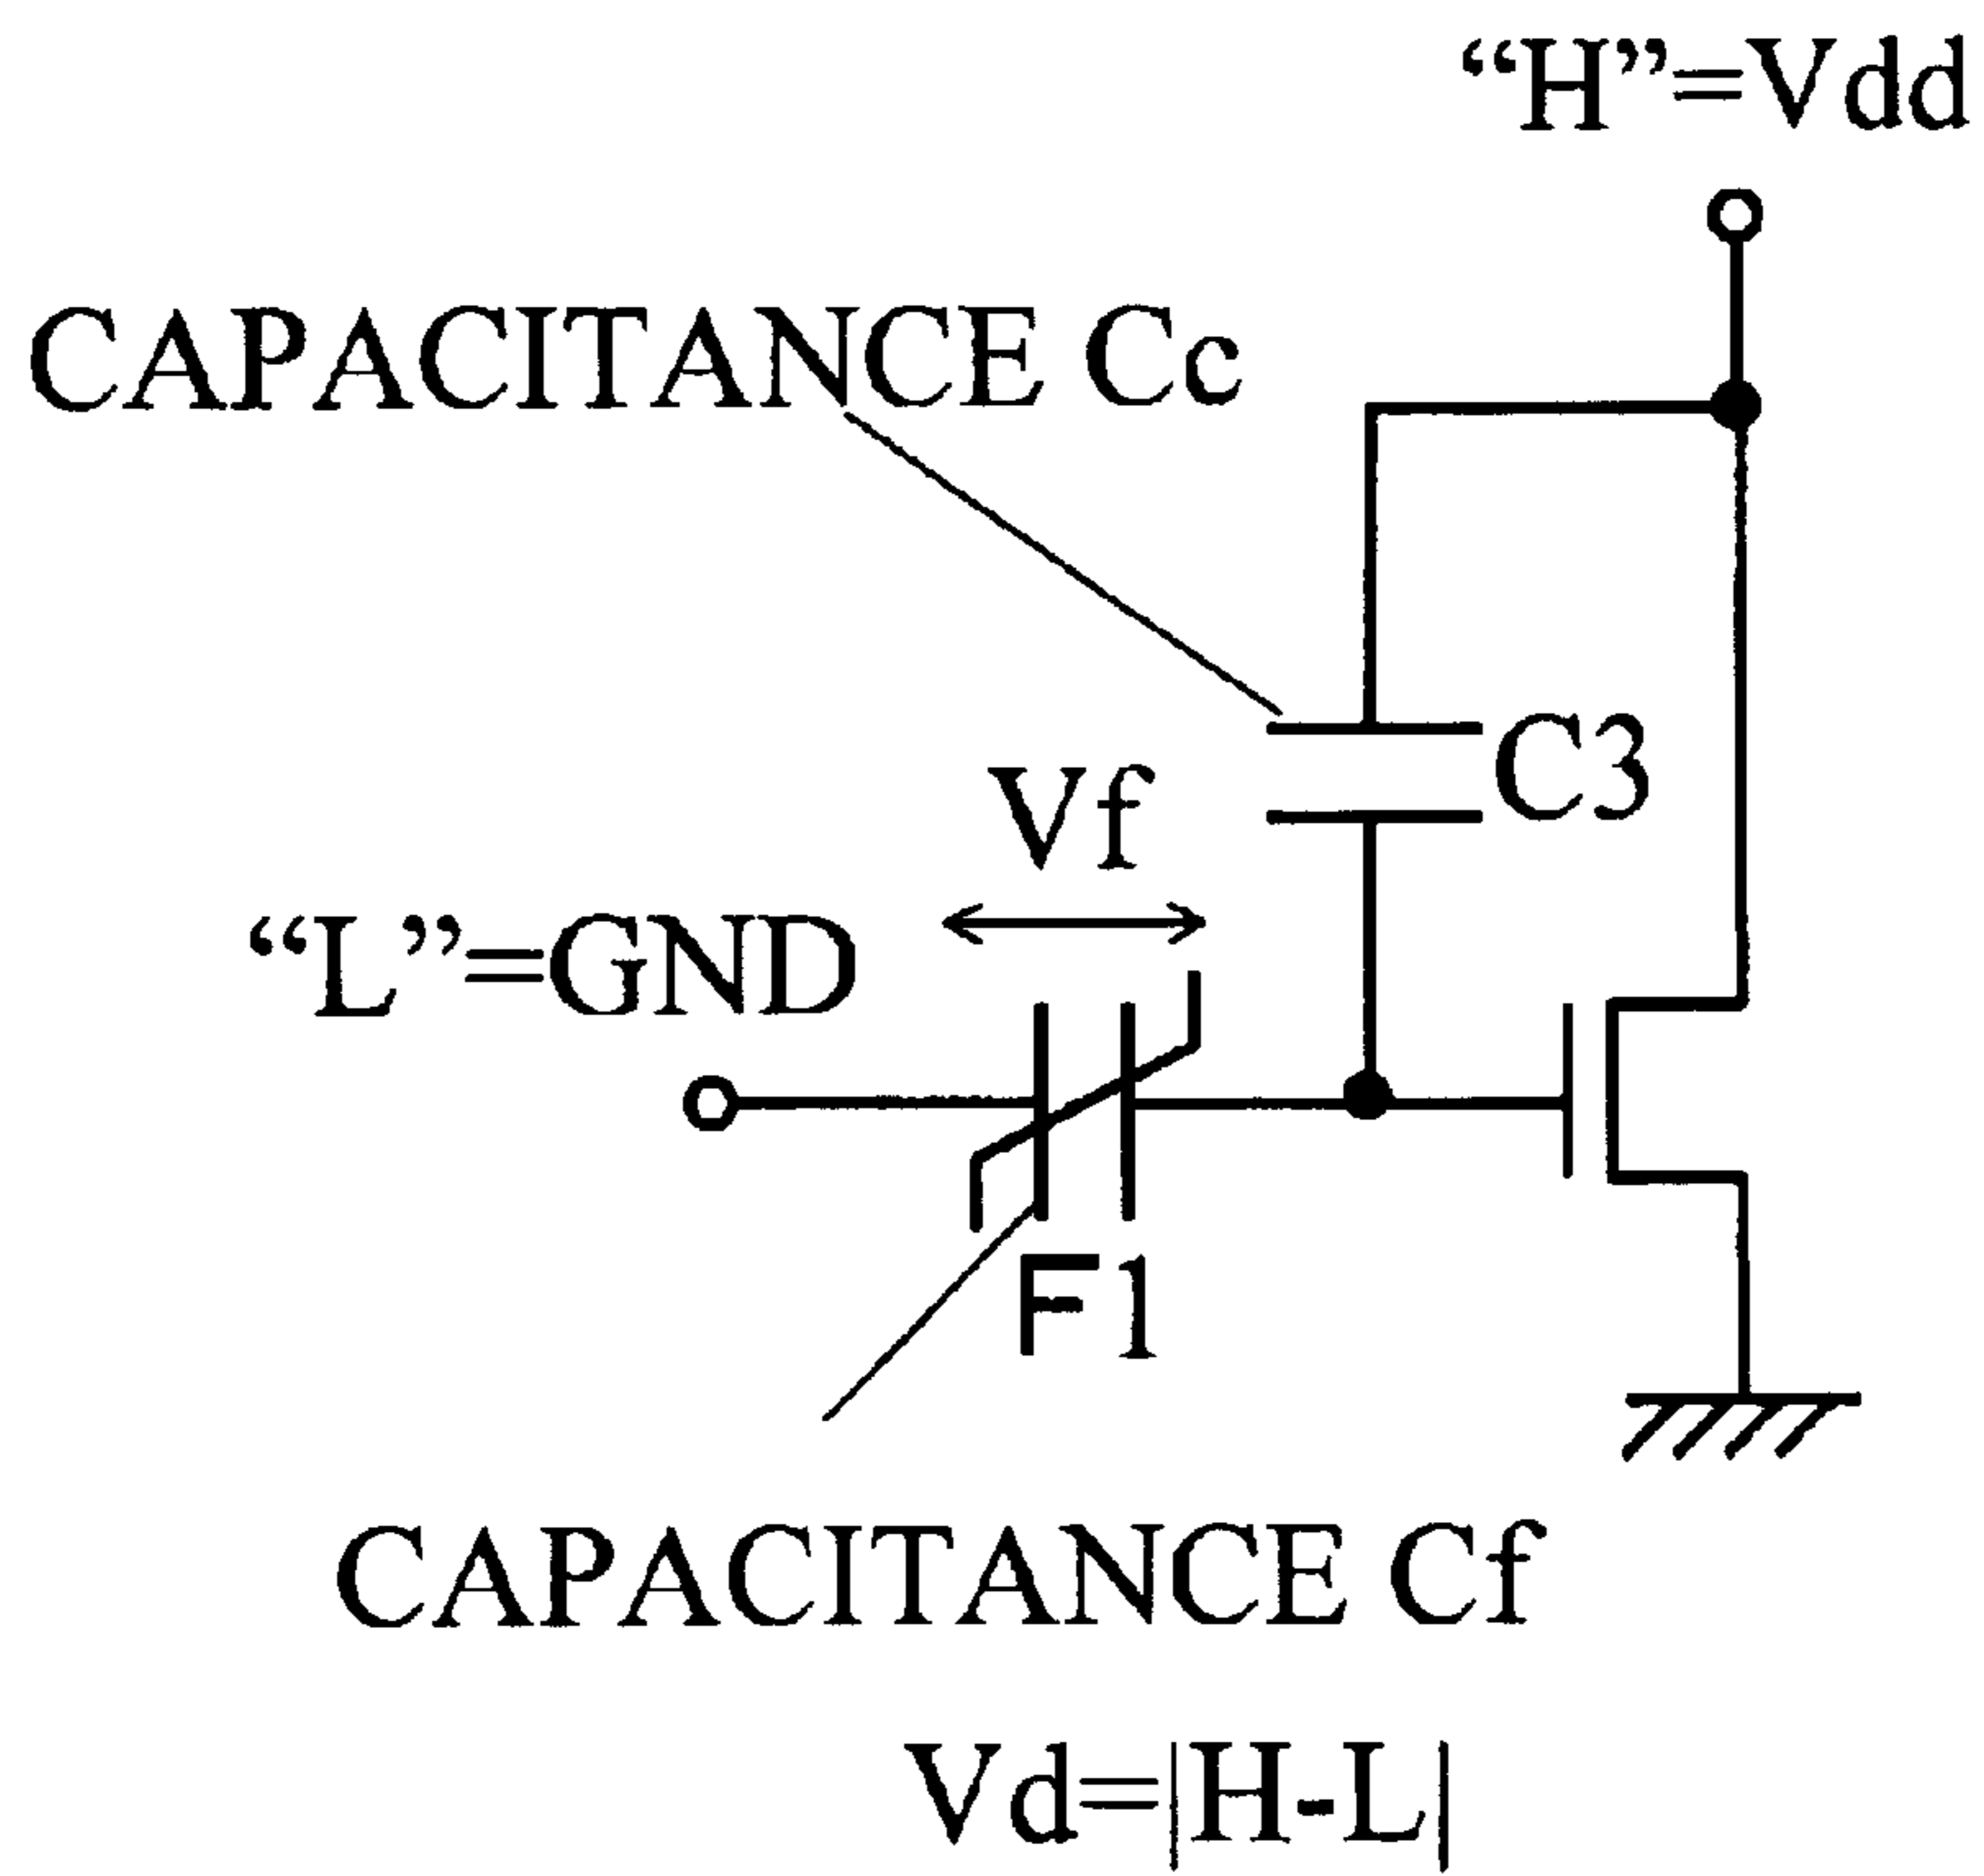 “H”=Vdd
CAPACITANCE Cc
C3
Vf
“L”=GND
F1
CAPACITANCE Cf
Vd=|H-L|